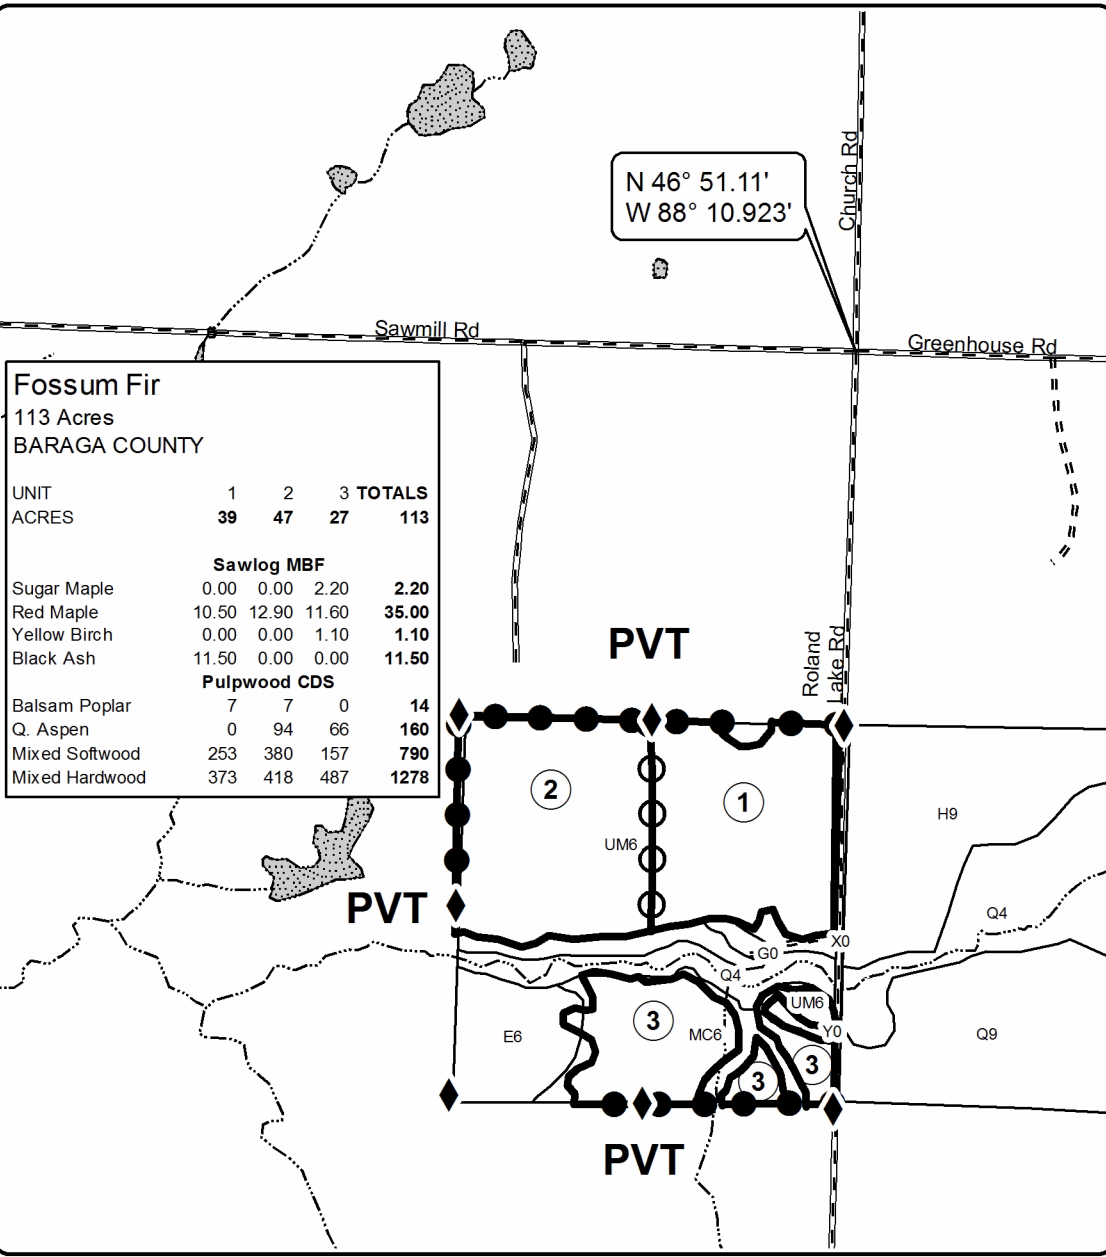 Church Rd
N 46° 51.11'
W 88° 10.923'
Sawmill Rd
Greenhouse Rd
Fossum Fir
113 Acres
BARAGA COUNTY
UNIT 1 2 3 TOTALS
ACRES 39 47 27 113
Sawlog MBF
Sugar Maple 0.00 0.00 2.20 2.20
Red Maple 10.50 12.90 11.60 35.00
Yellow Birch 0.00 0.00 1.10 1.10
Black Ash 11.50 0.00 0.00 11.50
Pulpwood CDS
Balsam Poplar 7 7 0 14
Q. Aspen 0 94 66 160
Mixed Softwood 253 380 157 790
Mixed Hardwood 373 418 487 1278
PVT
Roland
Lake Rd
2
1
H9
UM6
PVT
Q4
X0
G0
Q4
UM6
3
MC6
Y0
E6
Q9
3
3
PVT